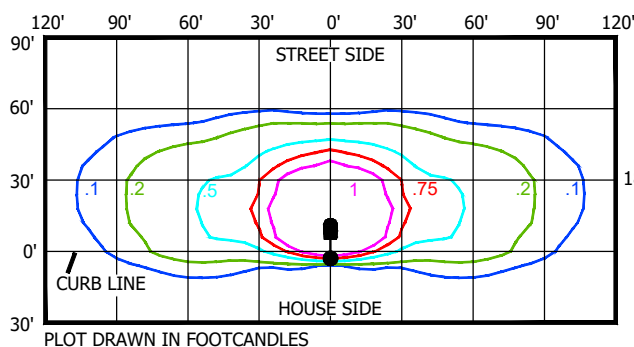 120' 90' 60' 30' 0' 30' 60' 90' 120'
90'
STREET SIDE
60'
30'
.1 .2 .5 1 .75 .2 .1
1
0'
CURB LINE
HOUSE SIDE
30'
PLOT DRAWN IN FOOTCANDLES